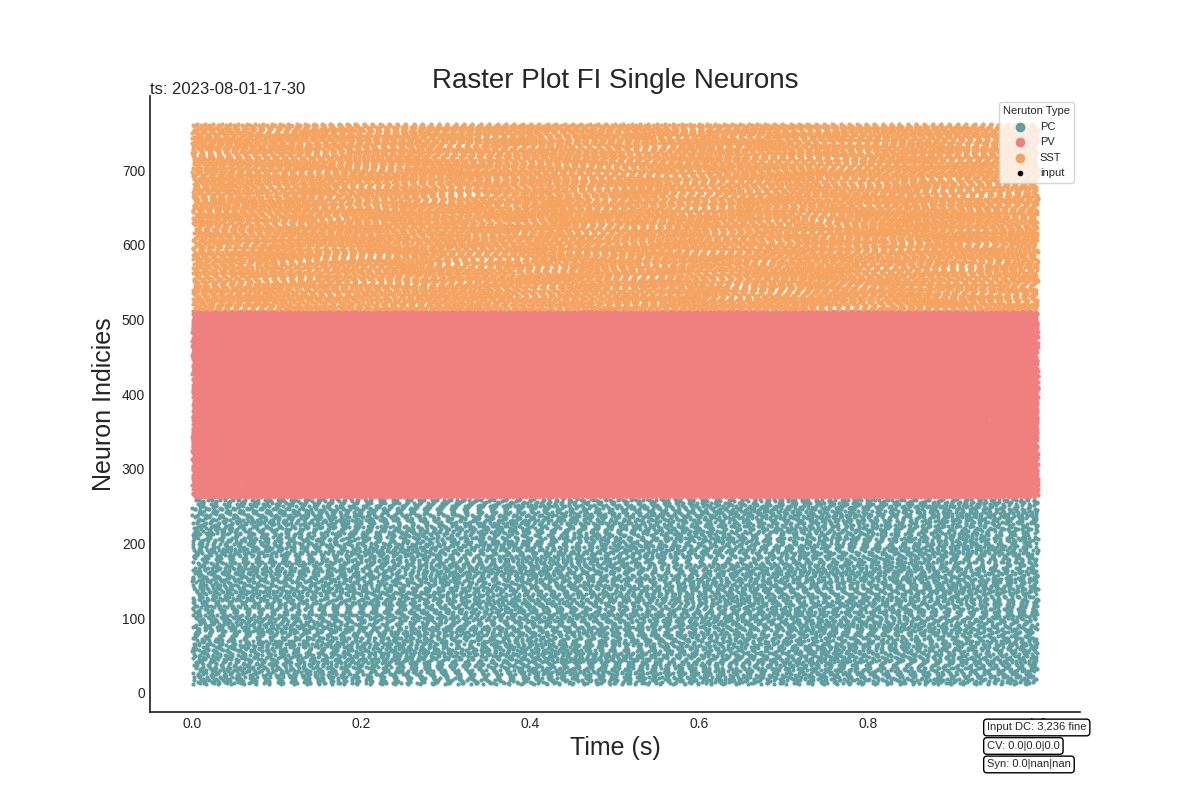 Raster Plot FI Single Neurons
ts: 2023-08-01-17-30
Neruton Type
PC
PV
SST
input
Neuron Indicies
700
600
500
400
300
200
100
0
0.0 0.2 0.4 0.6 0.8
Time (s)
Input DC: 3,236 fine
CV: 0.0|0.0|0.0
Syn: 0.0|nan|nan